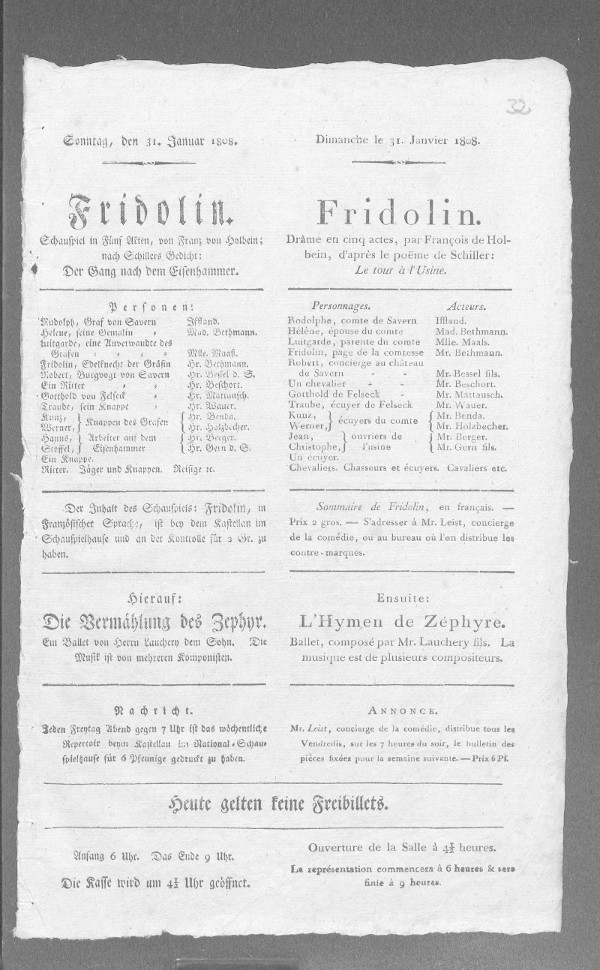 32
Sonntag, den 31. Januar 1808.
Fridolin.
Schauspiel in Fünf Akten, von Franz von Holbein;
nach Schillers Gedicht:
Der Gang nach dem Eisenhammer.
Personen:
Rudolph, Graf von Savern Iffland.
Helene, seine Gemalin " Mad. Bethmann.
Luitgarde, eine Anverwandte des
Grafen " " " " Mlle. Maaß.
Fridolin, Edelknecht der Gräfin Hr. Bethmann.
Robert, Burgvogt von Savern Hr. Bessel d. S.
Ein Ritter " " Hr. Beschort.
Gotthold von Felseck " Hr. Mattausch.
Traube, sein Knappe " Hr. Wauer.
Kunz, } Knappen des Grafen { Hr. Benda.
Werner, Hr. Holzbecher.
Hanns, } Arbeiter auf dem { Hr. Berger.
Steffel, Eisenhammer Hr. Gern d. S.
Ein Knappe.
Ritter. Jäger und Knappen. Reisige ꝛc.
Der Inhalt des Schauspiels: Fridolin, in
Französischer Sprache, ist bey dem Kastellan im
Schauspielhause und an der Kontrolle für 2 Gr. zu
haben.
Hierauf:
Die Vermählung des Zephyr.
Ein Ballet von Herrn Lauchery dem Sohn. Die
Musik ist von mehreren Komponisten.
Nachricht.
Jeden Freytag Abend gegen 7 Uhr ist das wöchentliche
Repertoir beym Kastellan im National-Schau-
spielhause für 6 Pfennige gedruckt zu haben.
Dimanche le 31. Janvier 1808.
Fridolin.
Drâme en cinq actes, par François de Hol-
bein, d'après le poëme de Schiller:
Le tour à l'Usine.
Personnages. Acteurs.
Rodolphe, comte de Savern Iffland.
Hélène, épouse du comte Mad. Bethmann.
Luitgarde, parente du comte Mlle. Maals.
Fridolin, page de la comtesse Mr. Bethmann.
Robert, concierge au château
de Savern - - Mr. Bessel fils.
Un chevalier - - Mr. Beschort.
Gotthold de Felseck - Mr. Mattausch.
Traube, écuyer de Felseck Mr. Wauer.
Kunz, } écuyers du comte { Mr. Benda.
Werner, Mr. Holzbecher.
Jean, } ouvriers de { Mr. Berger.
Christophe, l'usine Mr. Gern fils.
Un écuyer.
Chevaliers. Chasseurs et écuyers. Cavaliers etc.
Sommaire de Fridolin, en français. —
Prix 2 gros. — S'adresser à Mr. Leist, concierge
de la comédie, ou au bureau où l'on distribue les
contre-marques.
Ensuite:
L'Hymen de Zéphyre.
Ballet, composé par Mr. Lauchery fils. La
musique est de plusieurs compositeurs.
Annonce.
Mr. Leist, concierge de la comédie, distribue tous les
Vendredis, sur les 7 heures du soir, le bulletin des
pièces fixées pour la semaine suivante. — Prix 6 Pf.
Heute gelten keine Freibillets.
Anfang 6 Uhr. Das Ende 9 Uhr.
Die Kasse wird um 4½ Uhr geöffnet.
Ouverture de la Salle à 4½ heures.
La représentation commencera à 6 heures & sera
finie à 9 heures.